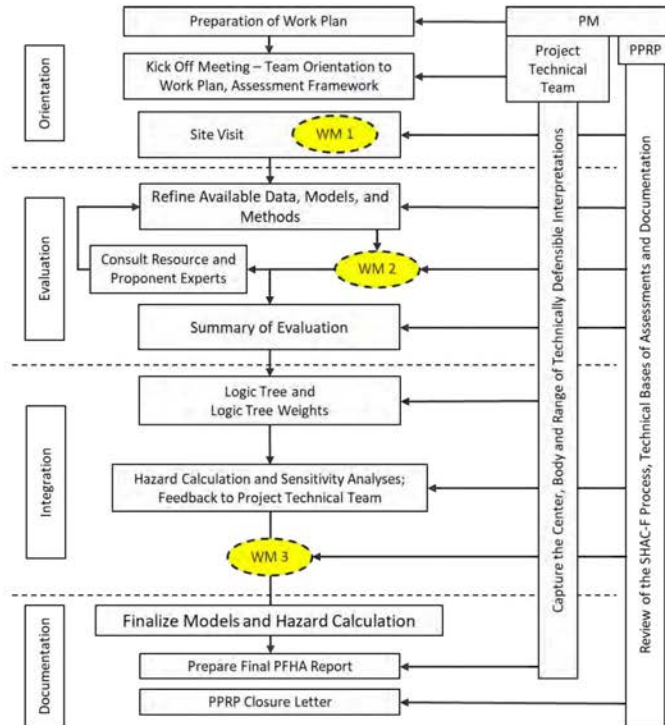 Preparation of Work Plan
PM
Project
Technical
Team
PPRP
Kick Off Meeting – Team Orientation to
Work Plan, Assessment Framework
Orientation
Site Visit
WM 1
Refine Available Data, Models, and
Methods
Evaluation
Consult Resource and
Proponent Experts
WM 2
Summary of Evaluation
Logic Tree and
Logic Tree Weights
Integration
Hazard Calculation and Sensitivity Analyses;
Feedback to Project Technical Team
WM 3
Finalize Models and Hazard Calculation
Documentation
Prepare Final PFHA Report
PPRP Closure Letter
Capture the Center, Body and Range of Technically Defensible Interpretations
Review of the SHAC-F Process, Technical Bases of Assessments and Documentation